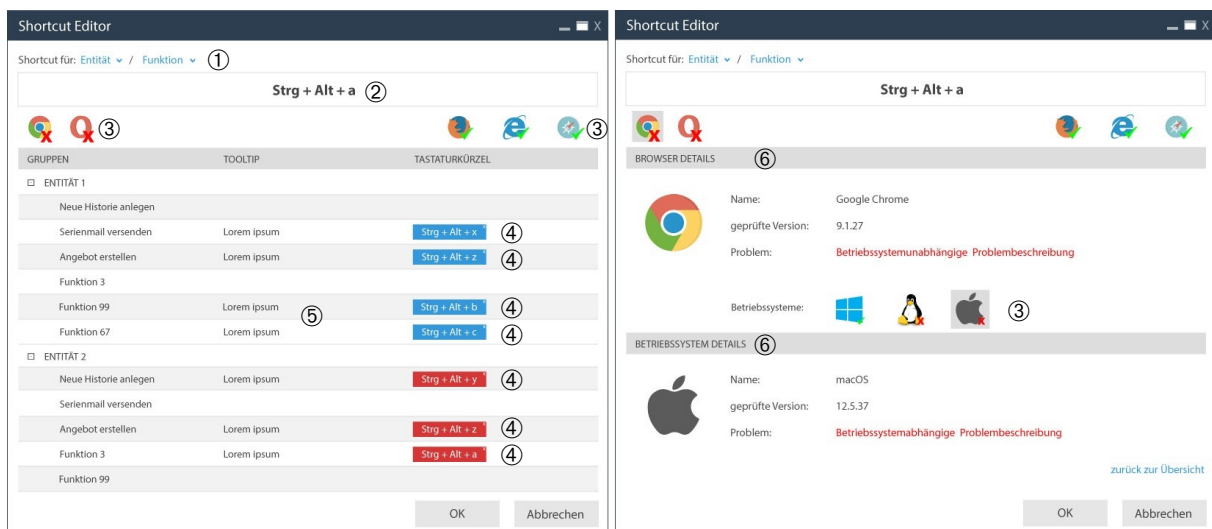 Shortcut Editor
Shortcut für: Entität / Funktion ①
Strg + Alt + a ②
③ ③
GRUPPEN TOOLTIP TASTATURKÜRZEL
ENTITÄT 1
Neue Historie anlegen
Serienmail versenden Lorem ipsum Strg + Alt + x ④
Angebot erstellen Lorem ipsum Strg + Alt + z ④
Funktion 3
Funktion 99 Lorem ipsum ⑤ Strg + Alt + b ④
Funktion 67 Lorem ipsum Strg + Alt + c ④
ENTITÄT 2
Neue Historie anlegen Lorem ipsum Strg + Alt + y ④
Serienmail versenden
Angebot erstellen Lorem ipsum Strg + Alt + z ④
Funktion 3 Lorem ipsum Strg + Alt + a ④
Funktion 99
OK Abbrechen
Shortcut Editor
Shortcut für: Entität / Funktion
Strg + Alt + a
BROWSER DETAILS ⑥
Name: Google Chrome
geprüfte Version: 9.1.27
Problem: Betriebssystemunabhängige Problembeschreibung
Betriebssysteme: ③
BETRIEBSSYSTEM DETAILS ⑥
Name: macOS
geprüfte Version: 12.5.37
Problem: Betriebssystemabhängige Problembeschreibung
zurück zur Übersicht
OK Abbrechen